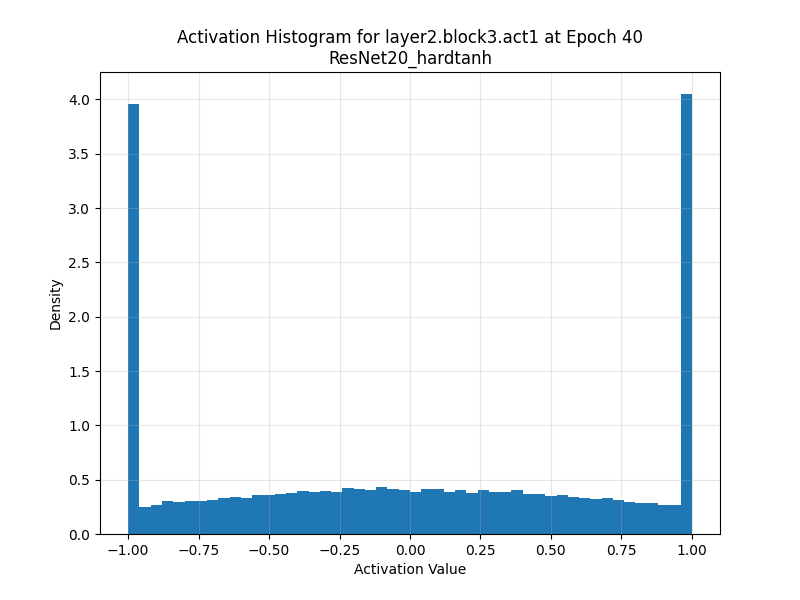 Activation Histogram for layer2.block3.act1 at Epoch 40
ResNet20_hardtanh
4.0
3.5
3.0
2.5
2.0
1.5
1.0
0.5
0.0
Density
−1.00 −0.75 −0.50 −0.25 0.00 0.25 0.50 0.75 1.00
Activation Value